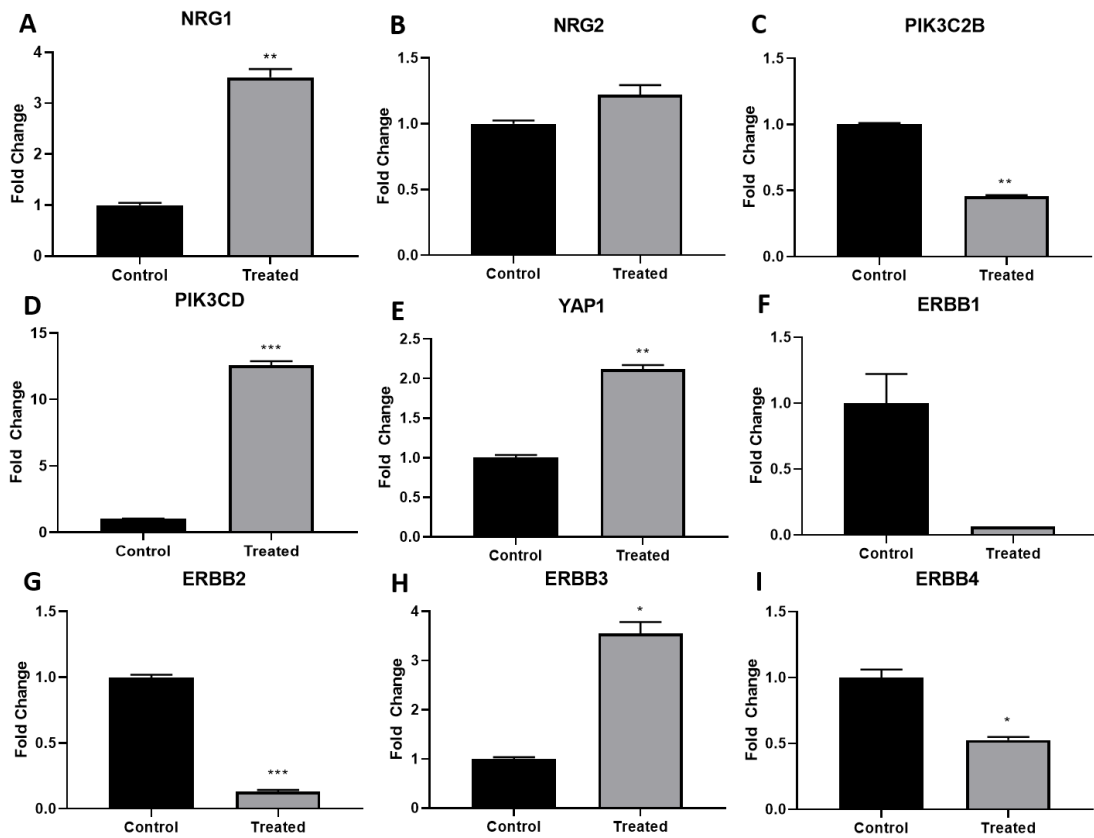 A
NRG1
Fold Change
4
**
3
2
1
0
Control Treated
B
NRG2
Fold Change
1.5
1.0
0.5
0.0
Control Treated
C
PIK3C2B
Fold Change
1.5
1.0
0.5
**
0.0
Control Treated
D
PIK3CD
Fold Change
15
***
10
5
0
Control Treated
E
YAP1
Fold Change
2.5
**
2.0
1.5
1.0
0.5
0.0
Control Treated
F
ERBB1
Fold Change
1.5
1.0
0.5
0.0
Control Treated
G
ERBB2
Fold Change
1.5
1.0
0.5
***
0.0
Control Treated
H
ERBB3
Fold Change
*
4
3
2
1
0
Control Treated
I
ERBB4
Fold Change
1.5
1.0
*
0.5
0.0
Control Treated